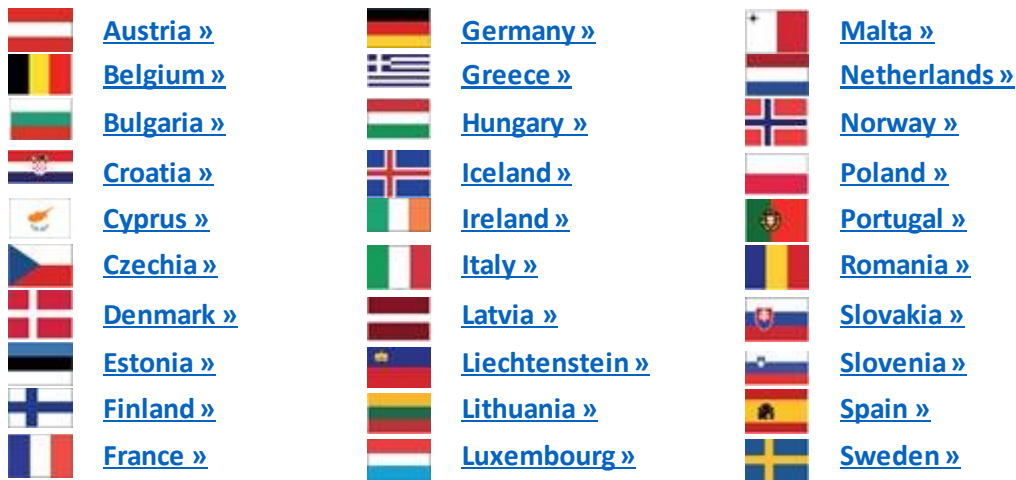 Austria »
Belgium »
Bulgaria »
Croatia »
Cyprus »
Czechia »
Denmark »
Estonia »
Finland »
France »
Germany »
Greece »
Hungary »
Iceland »
Ireland »
Italy »
Latvia »
Liechtenstein »
Lithuania »
Luxembourg »
Malta »
Netherlands »
Norway »
Poland »
Portugal »
Romania »
Slovakia »
Slovenia »
Spain »
Sweden »